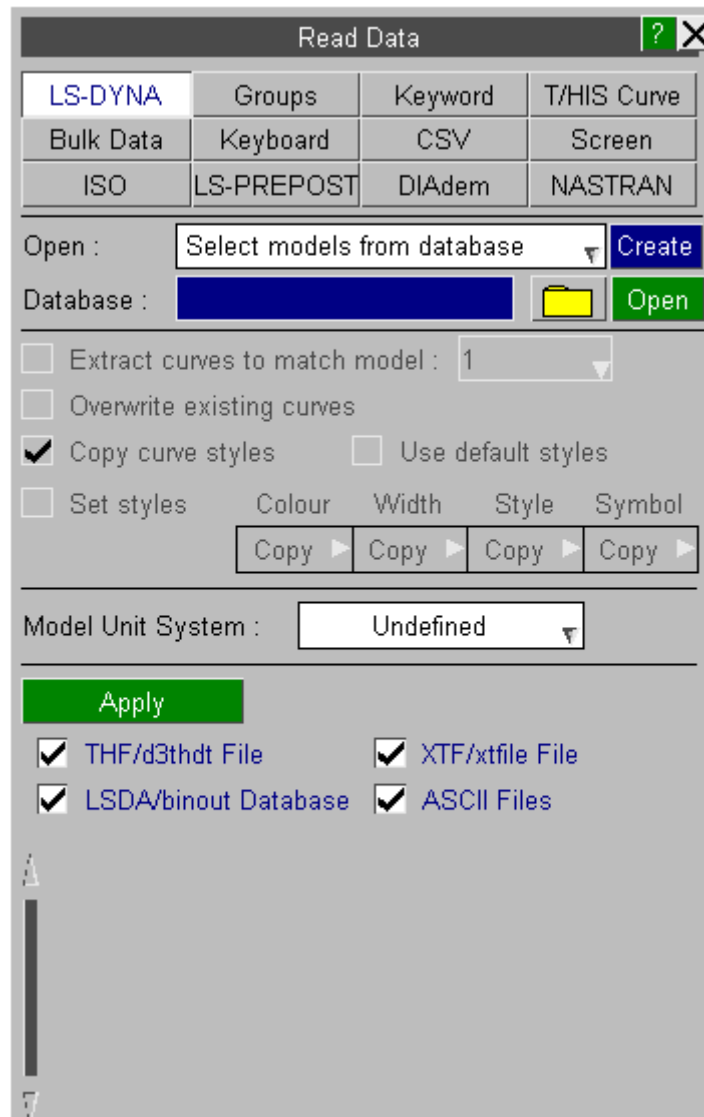 Read Data ? X
LS-DYNA Groups Keyword T/HIS Curve
Bulk Data Keyboard CSV Screen
ISO LS-PREPOST DIAdem NASTRAN
Open : Select models from database Create
Database : Open
Extract curves to match model : 1
Overwrite existing curves
Copy curve styles Use default styles
Set styles Colour Width Style Symbol
Copy Copy Copy Copy
Model Unit System : Undefined
Apply
THF/d3thdt File XTF/xtfile File
LSDA/binout Database ASCII Files